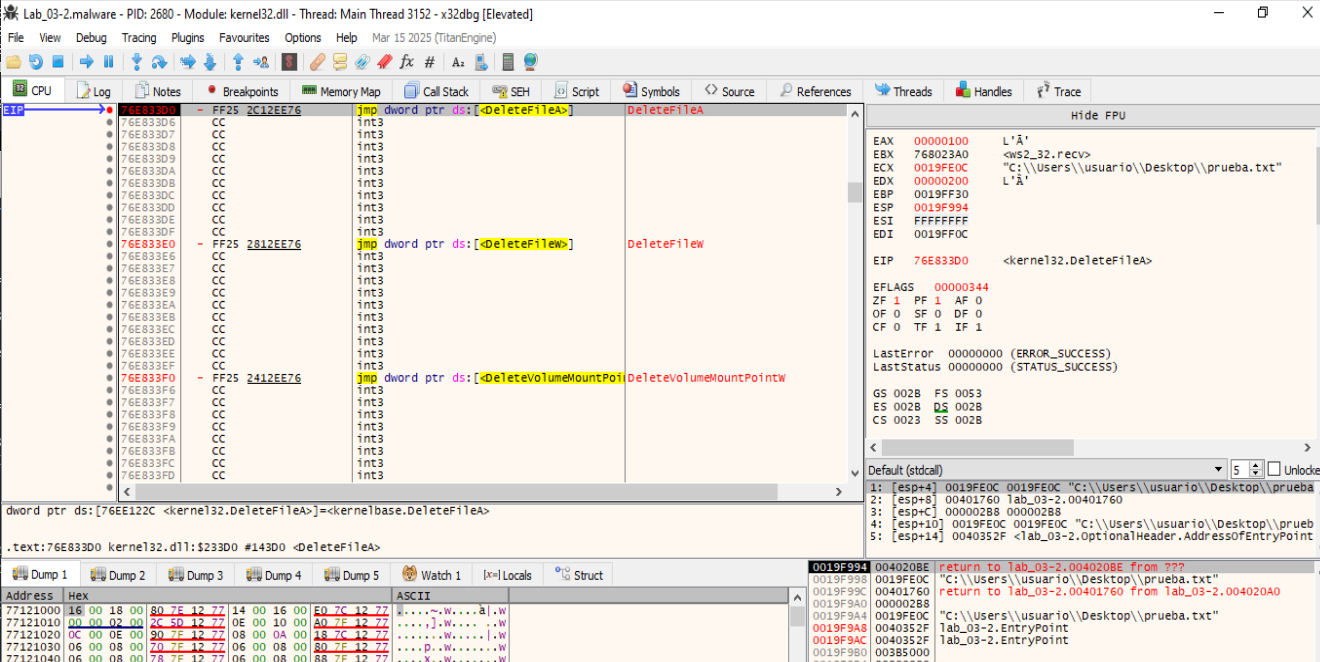 Lab_03-2.malware - PID: 2680 - Module: kernel32.dll - Thread: Main Thread 3152 - x32dbg [Elevated]
File View Debug Tracing Plugins Favourites Options Help Mar 15 2025 (TitanEngine)
CPU Log Notes Breakpoints Memory Map Call Stack SEH Script Symbols Source References Threads Handles Trace
EIP 76E833D0 - FF25 2C12EE76 jmp dword ptr ds:[<DeleteFileA>] DeleteFileA
76E833D6 CC int3
76E833D7 CC int3
76E833D8 CC int3
76E833D9 CC int3
76E833DA CC int3
76E833DB CC int3
76E833DC CC int3
76E833DD CC int3
76E833DE CC int3
76E833DF CC int3
76E833E0 - FF25 2812EE76 jmp dword ptr ds:[<DeleteFileW>] DeleteFileW
76E833E6 CC int3
76E833E7 CC int3
76E833E8 CC int3
76E833E9 CC int3
76E833EA CC int3
76E833EB CC int3
76E833EC CC int3
76E833ED CC int3
76E833EE CC int3
76E833EF CC int3
76E833F0 - FF25 2412EE76 jmp dword ptr ds:[<DeleteVolumeMountPoi DeleteVolumeMountPointW
76E833F6 CC int3
76E833F7 CC int3
76E833F8 CC int3
76E833F9 CC int3
76E833FA CC int3
76E833FB CC int3
76E833FC CC int3
76E833FD CC int3
Hide FPU
EAX 00000100 L'Ā'
EBX 768023A0 <ws2_32.recv>
ECX 0019FE0C "C:\\Users\\usuario\\Desktop\\prueba.txt"
EDX 00000200 L'Ȁ'
EBP 0019FF30
ESP 0019F994
ESI FFFFFFFF
EDI 0019FF0C
EIP 76E833D0 <kernel32.DeleteFileA>
EFLAGS 00000344
ZF 1 PF 1 AF 0
OF 0 SF 0 DF 0
CF 0 TF 1 IF 1
LastError 00000000 (ERROR_SUCCESS)
LastStatus 00000000 (STATUS_SUCCESS)
GS 002B FS 0053
ES 002B DS 002B
CS 0023 SS 002B
Default (stdcall) 5 Unlocke
1: [esp+4] 0019FE0C 0019FE0C "C:\\Users\\usuario\\Desktop\\prueba
2: [esp+8] 00401760 lab_03-2.00401760
3: [esp+C] 000002B8 000002B8
4: [esp+10] 0019FE0C 0019FE0C "C:\\Users\\usuario\\Desktop\\prueb
5: [esp+14] 0040352F <lab_03-2.OptionalHeader.AddressOfEntryPoint
dword ptr ds:[76EE122C <kernel32.DeleteFileA>]=<kernelbase.DeleteFileA>
.text:76E833D0 kernel32.dll:$233D0 #143D0 <DeleteFileA>
Dump 1 Dump 2 Dump 3 Dump 4 Dump 5 Watch 1 [x=] Locals Struct
Address Hex ASCII
77121000 16 00 18 00 80 7E 12 77 14 00 16 00 E0 7C 12 77 .....~.w....à|.w
77121010 00 00 02 00 2C 5D 12 77 0E 00 10 00 A0 7F 12 77 ....,].w.... ..w
77121020 0C 00 0E 00 90 7F 12 77 08 00 0A 00 18 7C 12 77 .......w.....|.w
77121030 06 00 08 00 70 7F 12 77 06 00 08 00 80 7F 12 77 ....p..w.......w
77121040 06 00 08 00 78 7F 12 77 06 00 08 00 88 7F 12 77 ....x..w.......w
0019F994 004020BE return to lab_03-2.004020BE from ???
0019F998 0019FE0C "C:\\Users\\usuario\\Desktop\\prueba.txt"
0019F99C 00401760 return to lab_03-2.00401760 from lab_03-2.004020A0
0019F9A0 000002B8
0019F9A4 0019FE0C "C:\\Users\\usuario\\Desktop\\prueba.txt"
0019F9A8 0040352F lab_03-2.EntryPoint
0019F9AC 0040352F lab_03-2.EntryPoint
0019F9B0 003B5000